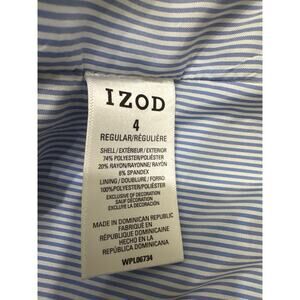 IZOD
4
REGULAR/RÉGULIÈRE
SHELL/EXTÉRIEUR/EXTERIOR
74% POLYESTER/POLIÉSTER
20% RAYON/RAYONNE/RAYÓN
6% SPANDEX
LINING/DOUBLURE/FORRO
100%POLYESTER/POLIÉSTER
EXCLUSIVE OF DECORATION
SAUF DÉCORATION
EXCLUYE LA DECORACIÓN
MADE IN DOMINICAN REPUBLIC
FABRIQUÉ EN
RÉPUBLIQUE DOMINICAINE
HECHO EN LA
REPÚBLICA DOMINICANA
WPL06734